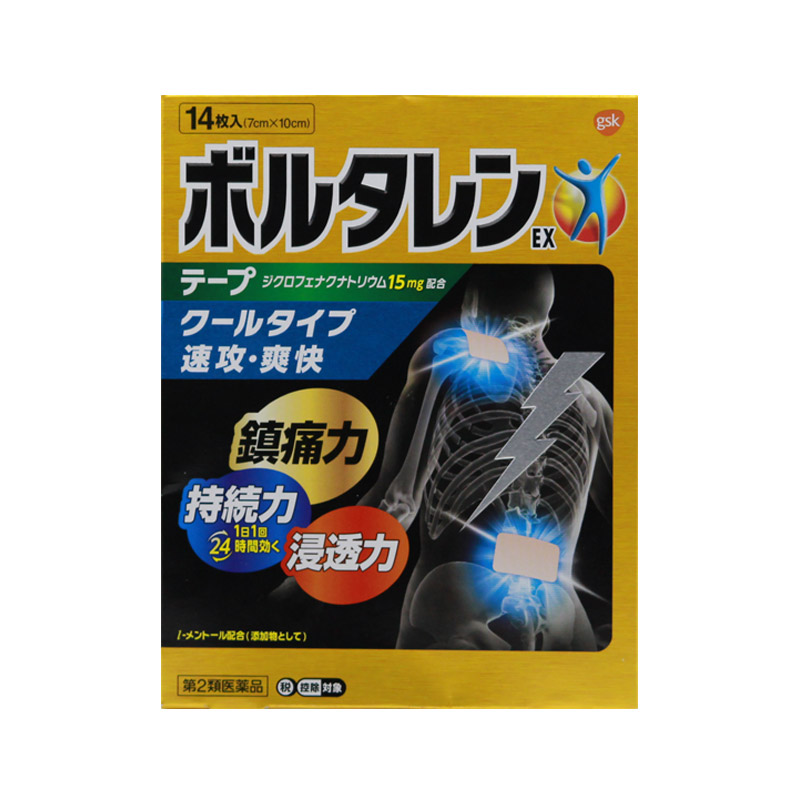 14枚入(7cm×10cm)
gsk
ボルタレン
EX
テープ ジクロフェナクナトリウム15mg配合
クールタイプ
速攻・爽快
鎮痛力
持続力
1日1回
24時間効く
浸透力
l-メントール配合(添加物として)
第2類医薬品 税 控除 対象